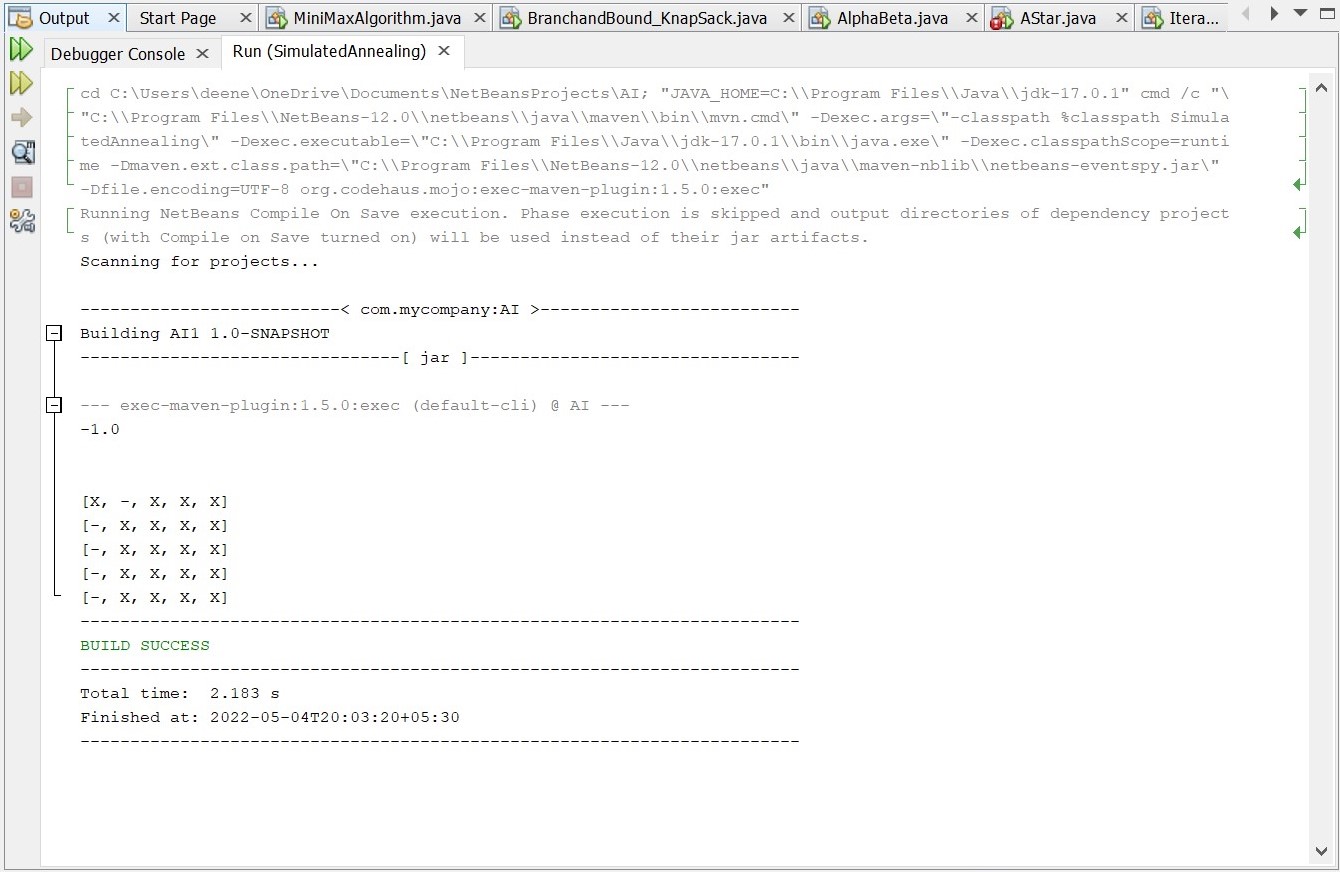 Output
Start Page
MiniMaxAlgorithm.java
BranchandBound_KnapSack.java
AlphaBeta.java
AStar.java
Itera...
Debugger Console
Run (SimulatedAnnealing)
cd C:\Users\deene\OneDrive\Documents\NetBeansProjects\AI; "JAVA_HOME=C:\\Program Files\\Java\\jdk-17.0.1" cmd /c "\
"C:\\Program Files\\NetBeans-12.0\\netbeans\\java\\maven\\bin\\mvn.cmd\" -Dexec.args=\"-classpath %classpath Simula
tedAnnealing\" -Dexec.executable=\"C:\\Program Files\\Java\\jdk-17.0.1\\bin\\java.exe\" -Dexec.classpathScope=runti
me -Dmaven.ext.class.path=\"C:\\Program Files\\NetBeans-12.0\\netbeans\\java\\maven-nblib\\netbeans-eventspy.jar\"
-Dfile.encoding=UTF-8 org.codehaus.mojo:exec-maven-plugin:1.5.0:exec"
Running NetBeans Compile On Save execution. Phase execution is skipped and output directories of dependency project
s (with Compile on Save turned on) will be used instead of their jar artifacts.
Scanning for projects...
--------------------------< com.mycompany:AI >--------------------------
Building AI1 1.0-SNAPSHOT
--------------------------------[ jar ]---------------------------------
--- exec-maven-plugin:1.5.0:exec (default-cli) @ AI ---
-1.0
[X, -, X, X, X]
[-, X, X, X, X]
[-, X, X, X, X]
[-, X, X, X, X]
[-, X, X, X, X]
------------------------------------------------------------------------
BUILD SUCCESS
------------------------------------------------------------------------
Total time:  2.183 s
Finished at: 2022-05-04T20:03:20+05:30
------------------------------------------------------------------------